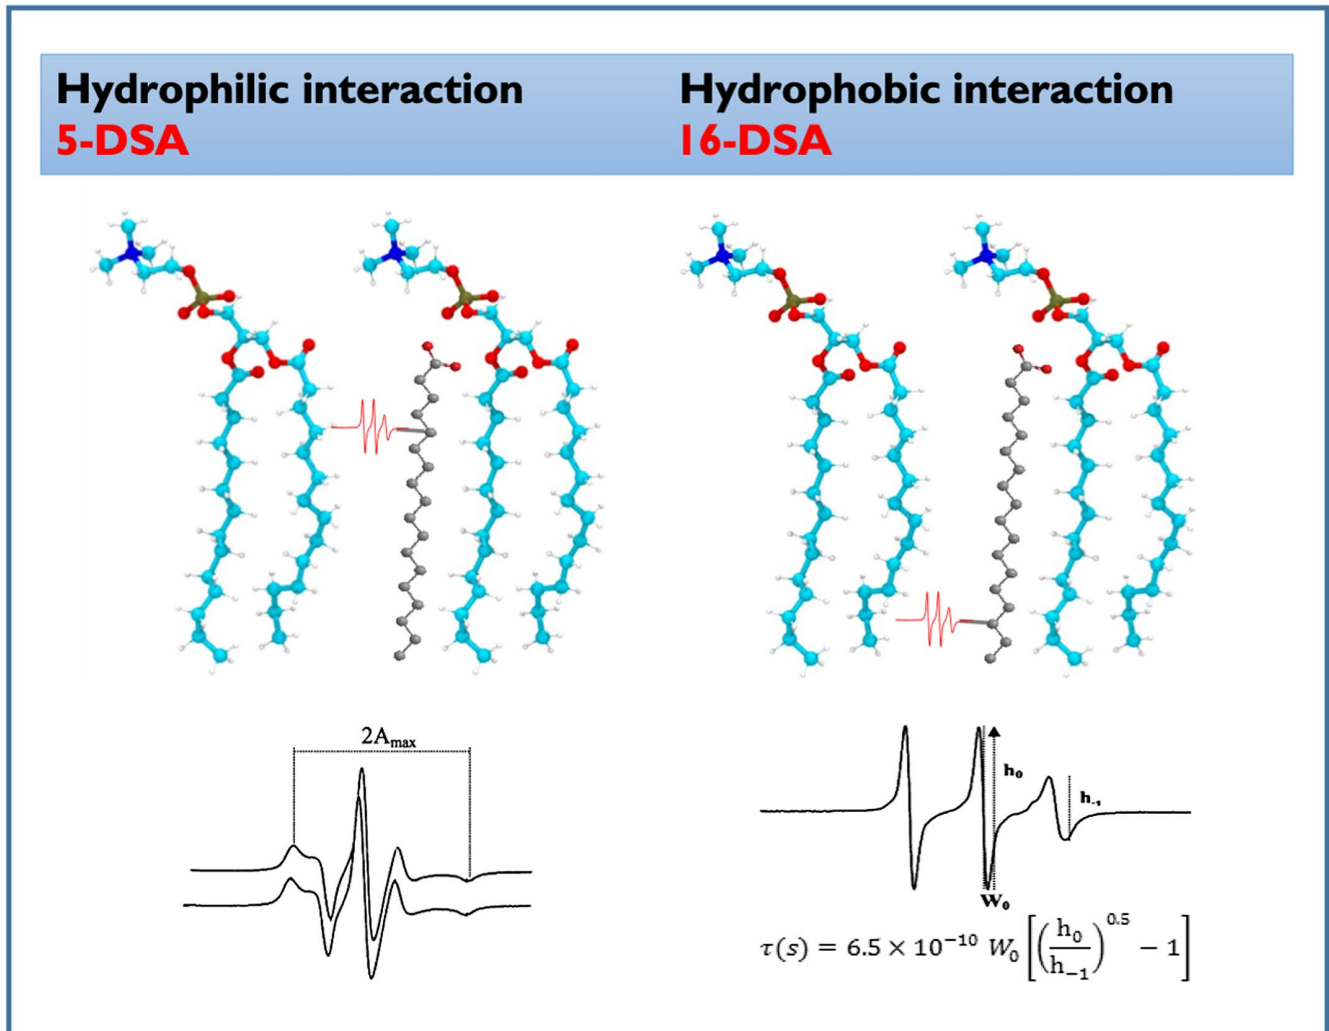 Hydrophilic interaction
5-DSA
Hydrophobic interaction
16-DSA
2Amax
h₀
h₋₁
W₀
τ(s) = 6.5 × 10⁻¹⁰ W₀ [(h₀/h₋₁)^0.5 − 1]